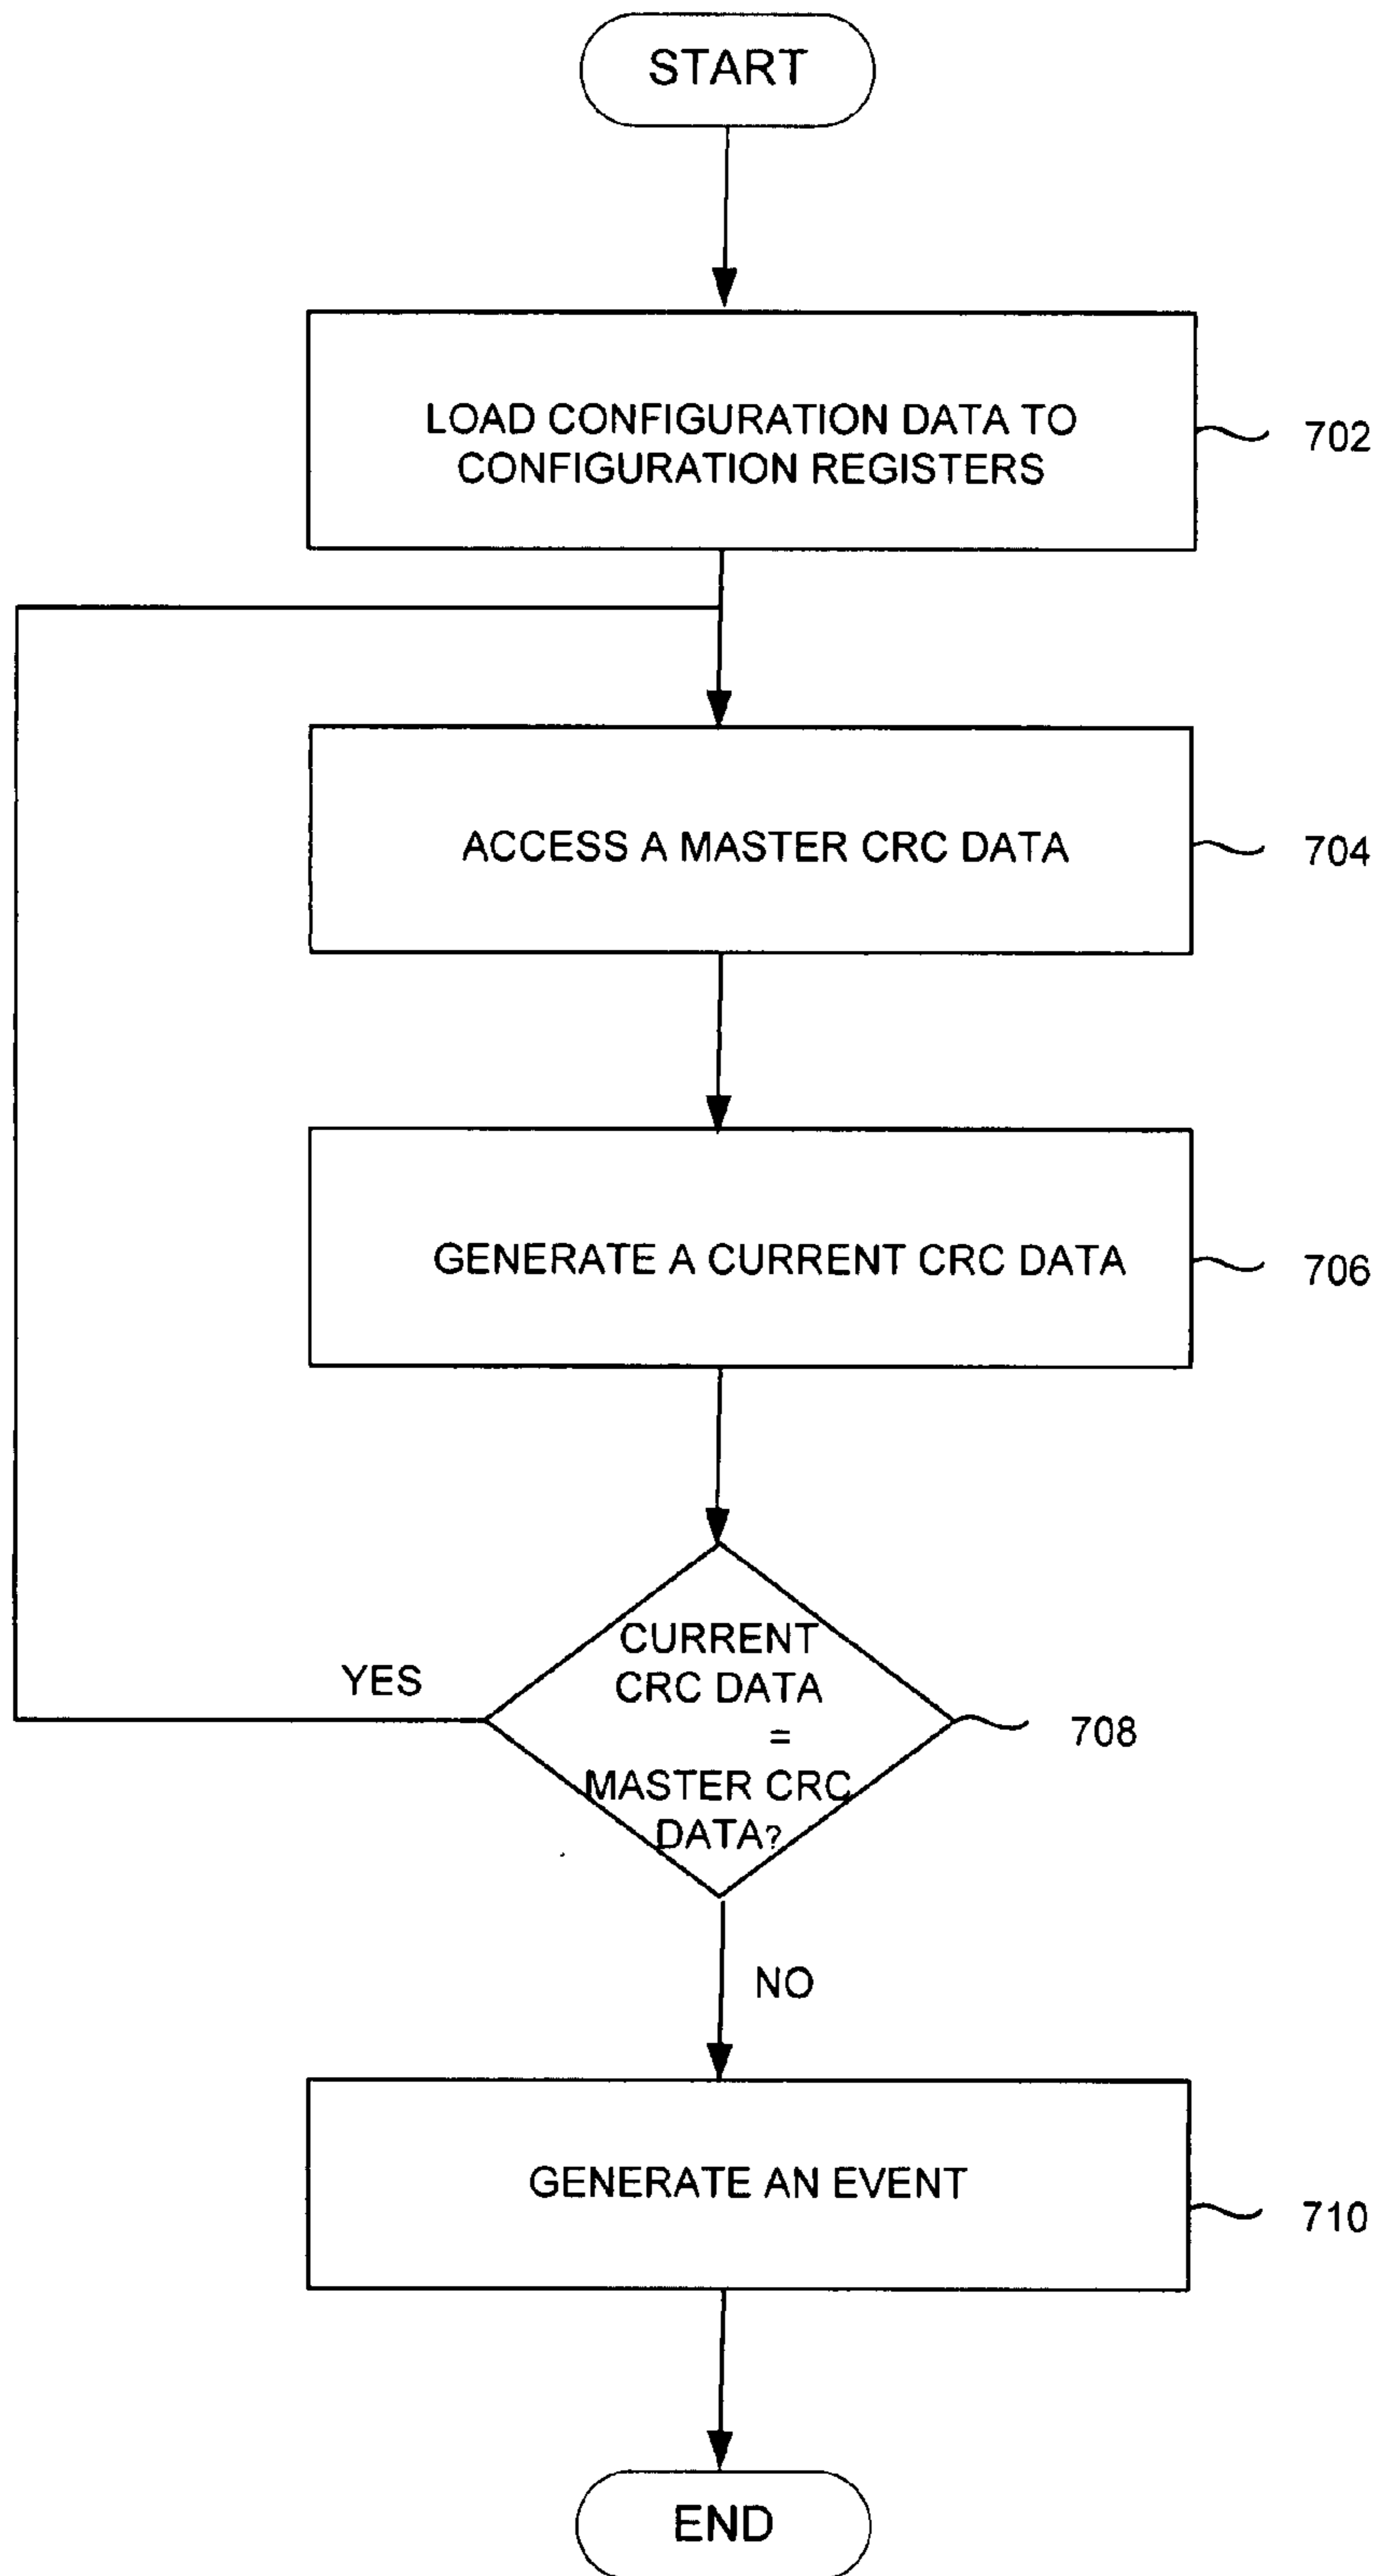 START
LOAD CONFIGURATION DATA TO
CONFIGURATION REGISTERS
702
ACCESS A MASTER CRC DATA
704
GENERATE A CURRENT CRC DATA
706
CURRENT
CRC DATA
=
MASTER CRC
DATA?
708
YES
NO
GENERATE AN EVENT
710
END